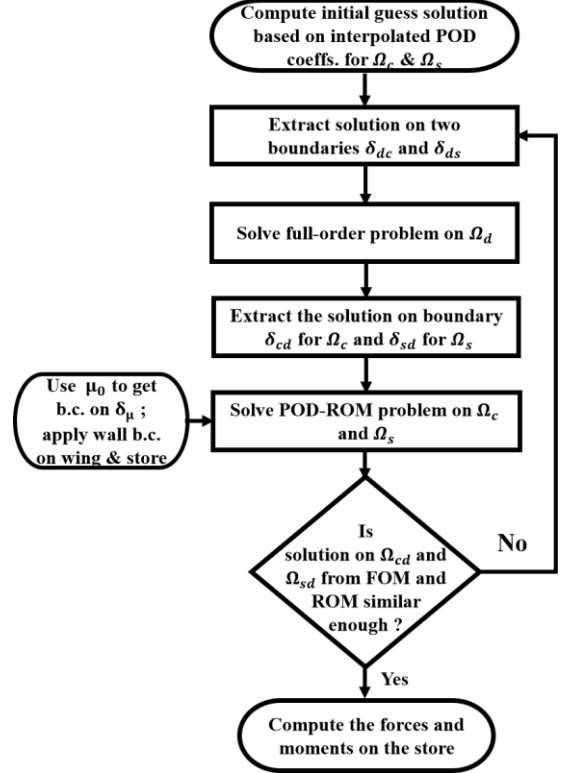 Compute initial guess solution
based on interpolated POD
coeffs. for Ω_c & Ω_s
Extract solution on two
boundaries δ_dc and δ_ds
Solve full-order problem on Ω_d
Extract the solution on boundary
δ_cd for Ω_c and δ_sd for Ω_s
Use μ_0 to get
b.c. on δ_μ ;
apply wall b.c.
on wing & store
Solve POD-ROM problem on Ω_c
and Ω_s
Is
solution on Ω_cd and
Ω_sd from FOM and
ROM similar
enough ?
No
Yes
Compute the forces and
moments on the store